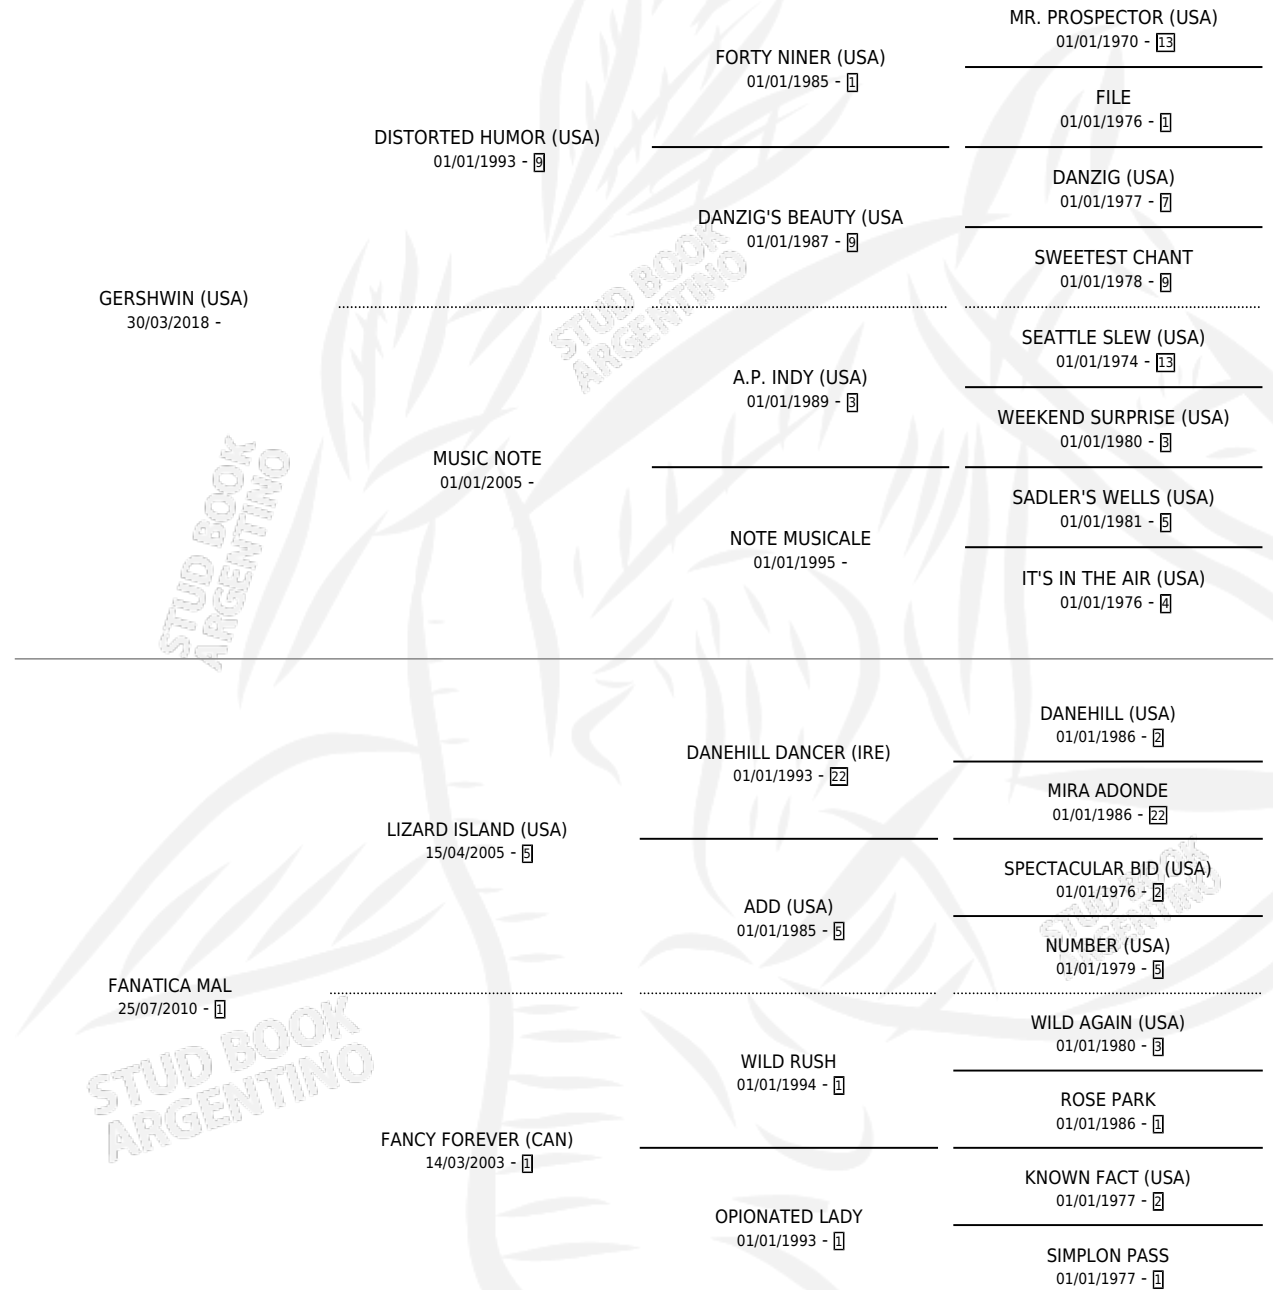 MR. PROSPECTOR (USA)
01/01/1970 - 13
FORTY NINER (USA)
01/01/1985 - 1
FILE
01/01/1976 - 1
DISTORTED HUMOR (USA)
01/01/1993 - 9
DANZIG (USA)
01/01/1977 - 7
DANZIG'S BEAUTY (USA
01/01/1987 - 9
SWEETEST CHANT
01/01/1978 - 9
GERSHWIN (USA)
30/03/2018 -
SEATTLE SLEW (USA)
01/01/1974 - 13
A.P. INDY (USA)
01/01/1989 - 3
WEEKEND SURPRISE (USA)
01/01/1980 - 3
MUSIC NOTE
01/01/2005 -
SADLER'S WELLS (USA)
01/01/1981 - 5
NOTE MUSICALE
01/01/1995 -
IT'S IN THE AIR (USA)
01/01/1976 - 4
STUD BOOK
ARGENTINO
STUD BOOK
ARGENTINO
DANEHILL (USA)
01/01/1986 - 2
DANEHILL DANCER (IRE)
01/01/1993 - 22
MIRA ADONDE
01/01/1986 - 22
LIZARD ISLAND (USA)
15/04/2005 - 5
SPECTACULAR BID (USA)
01/01/1976 - 2
ADD (USA)
01/01/1985 - 5
NUMBER (USA)
01/01/1979 - 5
FANATICA MAL
25/07/2010 - 1
WILD AGAIN (USA)
01/01/1980 - 3
WILD RUSH
01/01/1994 - 1
ROSE PARK
01/01/1986 - 1
FANCY FOREVER (CAN)
14/03/2003 - 1
KNOWN FACT (USA)
01/01/1977 - 2
OPIONATED LADY
01/01/1993 - 1
SIMPLON PASS
01/01/1977 - 1
STUD BOOK
ARGENTINO
STUD BOOK
ARGENTINO